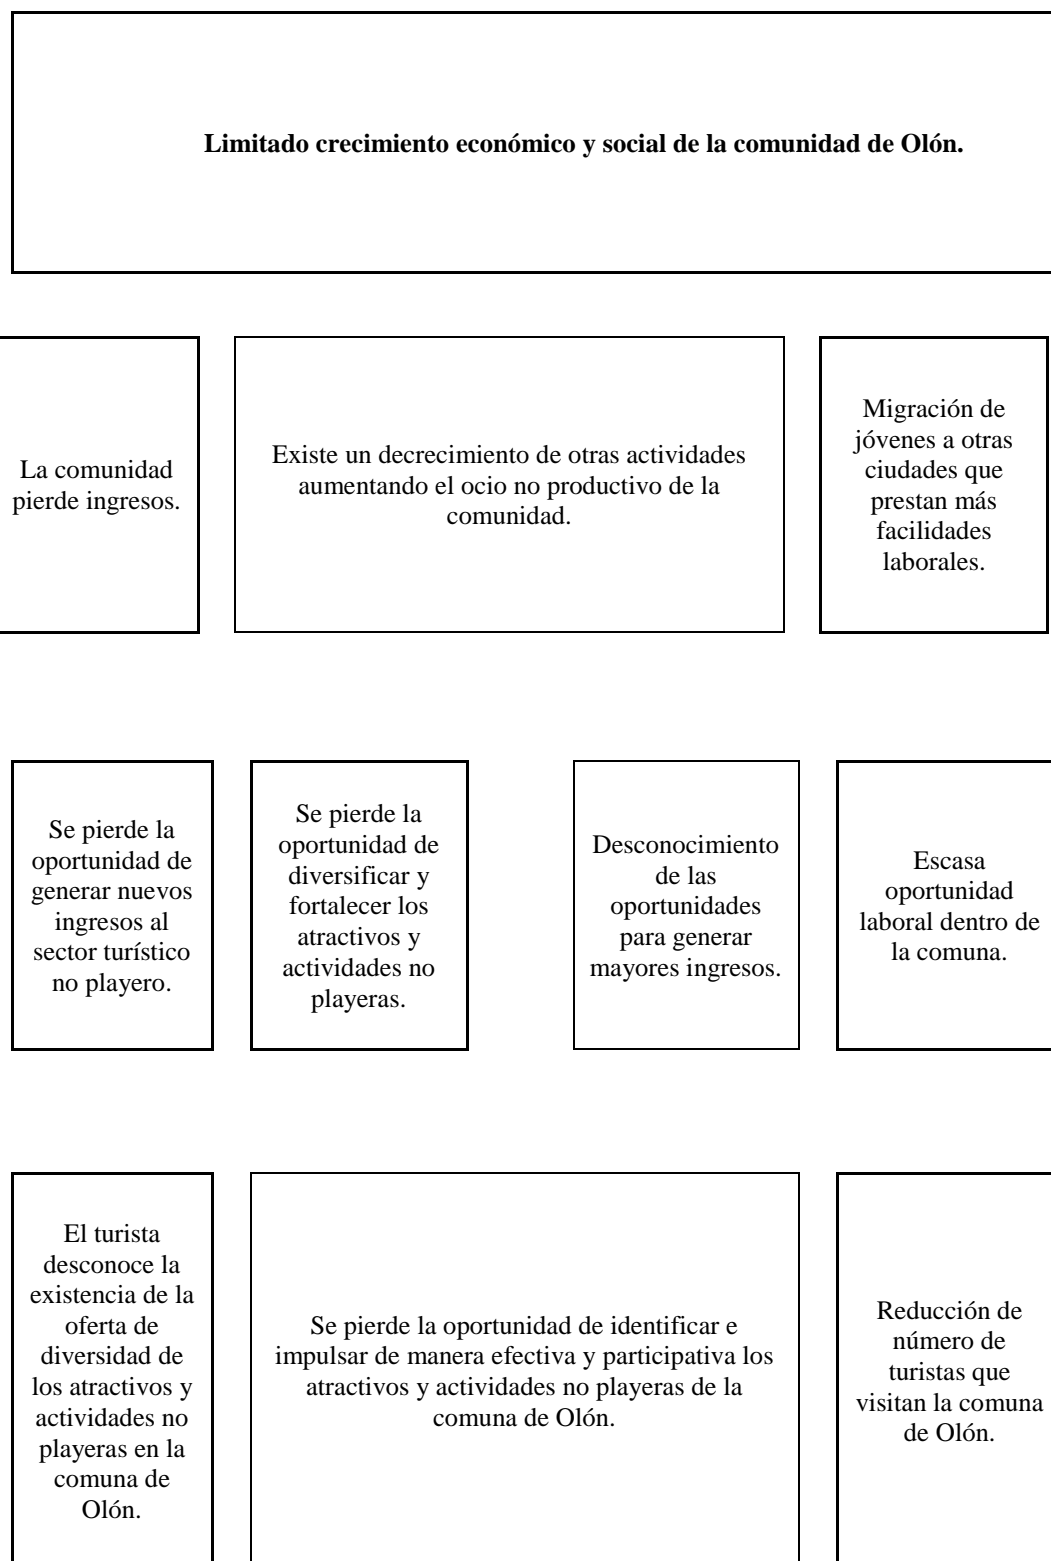 Limitado crecimiento económico y social de la comunidad de Olón.
La comunidad
pierde ingresos.
Existe un decrecimiento de otras actividades
aumentando el ocio no productivo de la
comunidad.
Migración de
jóvenes a otras
ciudades que
prestan más
facilidades
laborales.
Se pierde la
oportunidad de
generar nuevos
ingresos al
sector turístico
no playero.
Se pierde la
oportunidad de
diversificar y
fortalecer los
atractivos y
actividades no
playeras.
Desconocimiento
de las
oportunidades
para generar
mayores ingresos.
Escasa
oportunidad
laboral dentro de
la comuna.
El turista
desconoce la
existencia de la
oferta de
diversidad de
los atractivos y
actividades no
playeras en la
comuna de
Olón.
Se pierde la oportunidad de identificar e
impulsar de manera efectiva y participativa los
atractivos y actividades no playeras de la
comuna de Olón.
Reducción de
número de
turistas que
visitan la comuna
de Olón.